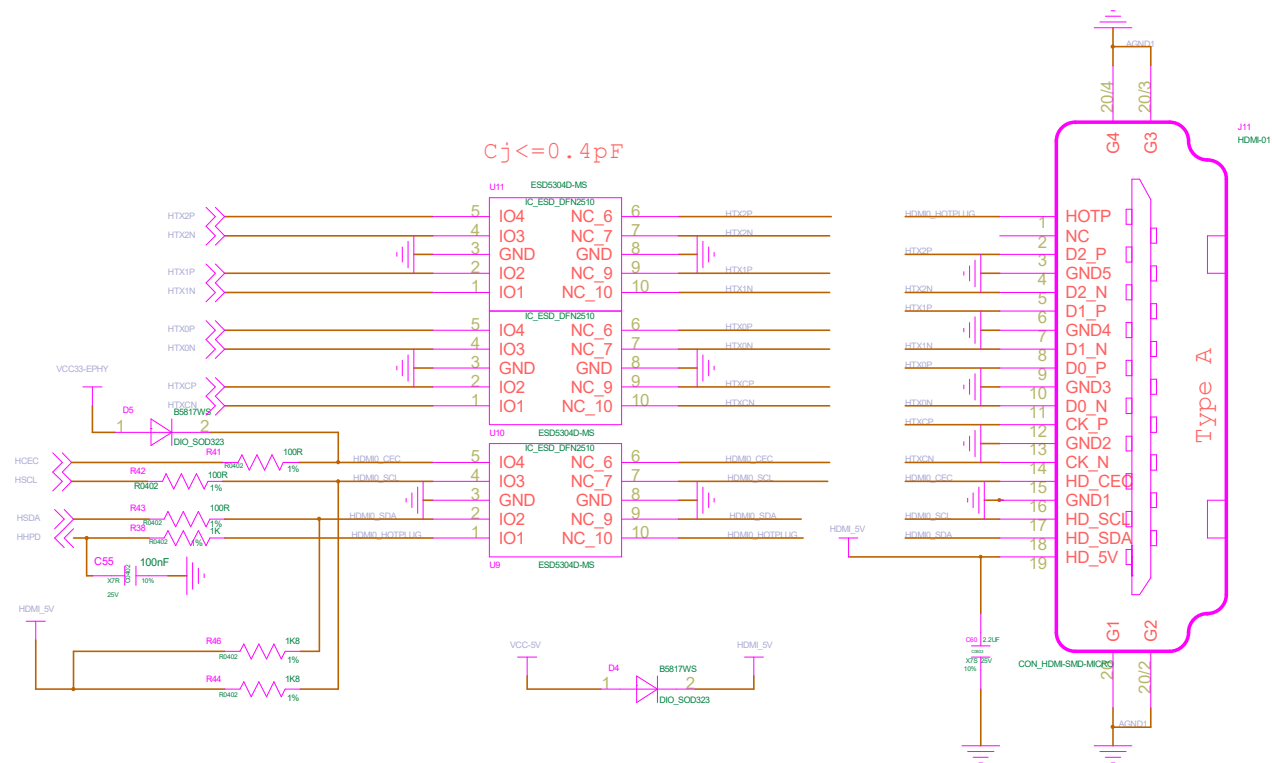 AGND1
20/4
20/3
J11
HDMI-01
G4
G3
Cj<=0.4pF
U11
ESD5304D-MS
IC_ESD_DFN2510
HTX2P
5
IO4
NC_6
6
HTX2P
HTX2N
4
IO3
NC_7
7
HTX2N
3
GND
GND
8
HTX1P
2
IO2
NC_9
9
HTX1P
HTX1N
1
IO1
NC_10
10
HTX1N
IC_ESD_DFN2510
HTX0P
5
IO4
NC_6
6
HTX0P
HTX0N
4
IO3
NC_7
7
HTX0N
3
GND
GND
8
HTXCP
2
IO2
NC_9
9
HTXCP
HTXCN
1
IO1
NC_10
10
HTXCN
U10
ESD5304D-MS
VCC33-EPHY
D5
B5817WS
1
2
DIO_SOD323
IC_ESD_DFN2510
HCEC
R41
100R
R0402
1%
HDMI0_CEC
5
IO4
NC_6
6
HDMI0_CEC
HSCL
R42
100R
R0402
1%
HDMI0_SCL
4
IO3
NC_7
7
HDMI0_SCL
3
GND
GND
8
HSDA
R43
100R
R0402
1%
HDMI0_SDA
2
IO2
NC_9
9
HDMI0_SDA
HHPD
R38
1K
R0402
1%
HDMI0_HOTPLUG
1
IO1
NC_10
10
HDMI0_HOTPLUG
U9
ESD5304D-MS
C55
100nF
X7R
C0402
10%
25V
HDMI_5V
R46
1K8
R0402
1%
R44
1K8
R0402
1%
VCC-5V
D4
B5817WS
HDMI_5V
1
2
DIO_SOD323
HDMI0_HOTPLUG
1
HOTP
NC
HTX2P
2
D2_P
3
GND5
HTX2N
4
D2_N
HTX1P
5
D1_P
6
GND4
HTX1N
7
D1_N
HTX0P
8
D0_P
9
GND3
HTX0N
10
D0_N
HTXCP
11
CK_P
12
GND2
HTXCN
13
CK_N
HDMI0_CEC
14
HD_CEC
15
GND1
HDMI0_SCL
16
HD_SCL
HDMI0_SDA
17
HD_SDA
HDMI_5V
18
HD_5V
19
Type A
C60
2.2UF
X7S
25V
10%
G1
G2
CON_HDMI-SMD-MICRO
20
20/2
AGND1